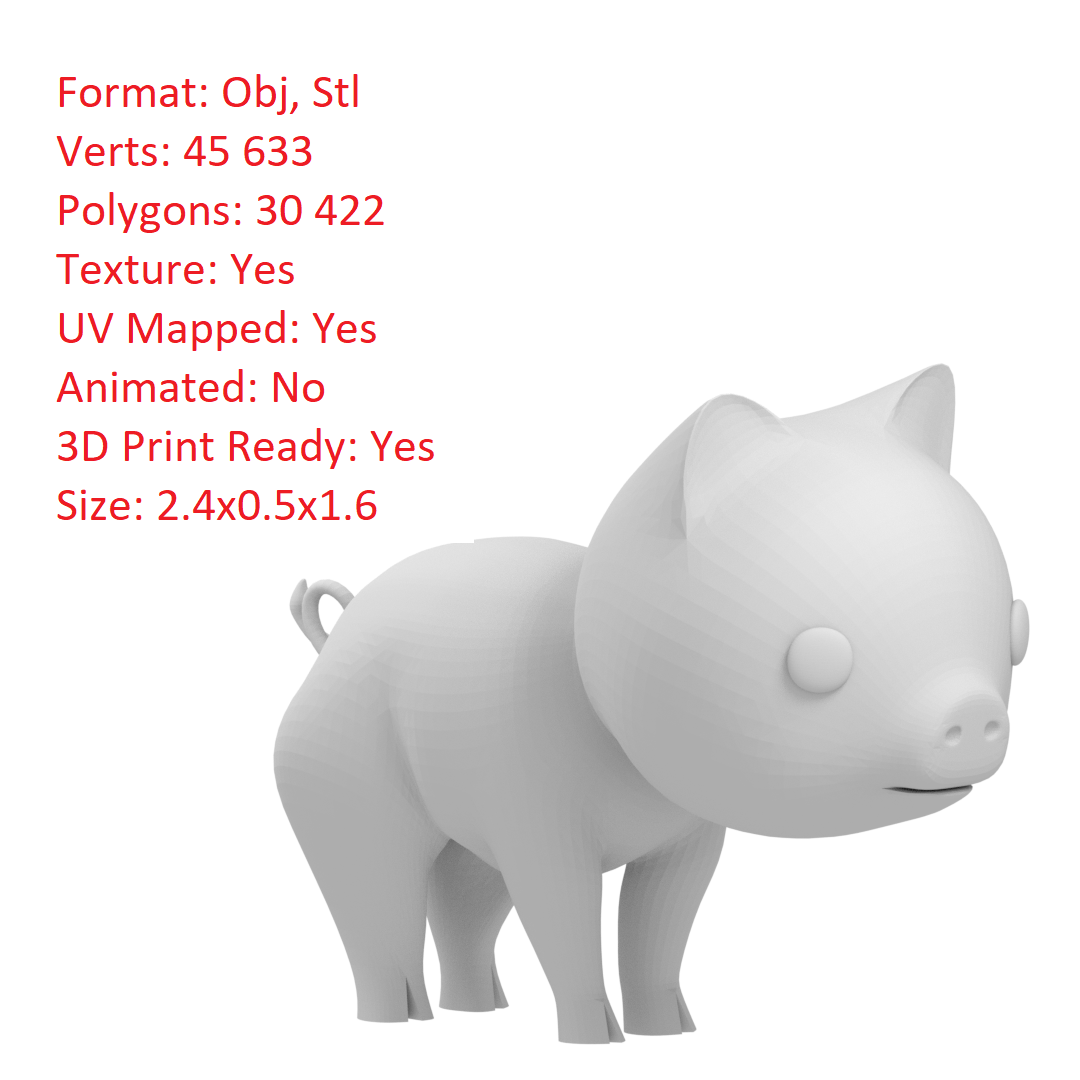 Format: Obj, Stl
Verts: 45 633
Polygons: 30 422
Texture: Yes
UV Mapped: Yes
Animated: No
3D Print Ready: Yes
Size: 2.4x0.5x1.6